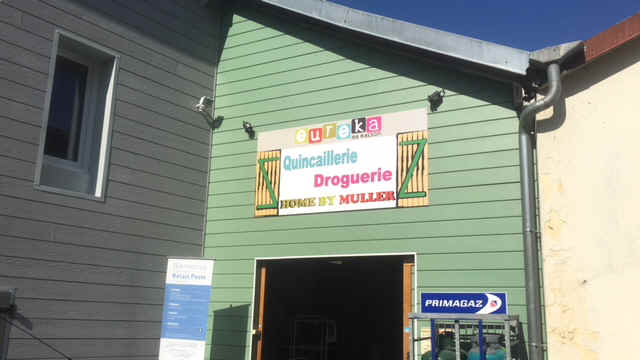 eureka
Quincaillerie
Droguerie
HOME BY MULLER
Relais Poste
PRIMAGAZ